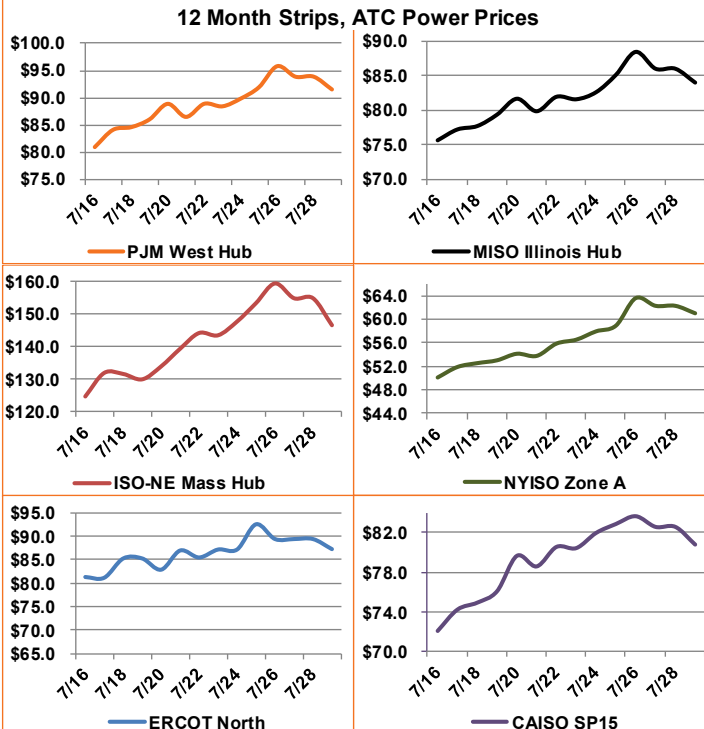 12 Month Strips, ATC Power Prices
$100.0
$95.0
$90.0
$85.0
$80.0
$75.0
7/16 7/18 7/20 7/22 7/24 7/26 7/28
PJM West Hub
$90.0
$85.0
$80.0
$75.0
$70.0
7/16 7/18 7/20 7/22 7/24 7/26 7/28
MISO Illinois Hub
$160.0
$150.0
$140.0
$130.0
$120.0
7/16 7/18 7/20 7/22 7/24 7/26 7/28
ISO-NE Mass Hub
$64.0
$60.0
$56.0
$52.0
$48.0
$44.0
7/16 7/18 7/20 7/22 7/24 7/26 7/28
NYISO Zone A
$95.0
$90.0
$85.0
$80.0
$75.0
$70.0
$65.0
7/16 7/18 7/20 7/22 7/24 7/26 7/28
ERCOT North
$82.0
$78.0
$74.0
$70.0
7/16 7/18 7/20 7/22 7/24 7/26 7/28
CAISO SP15